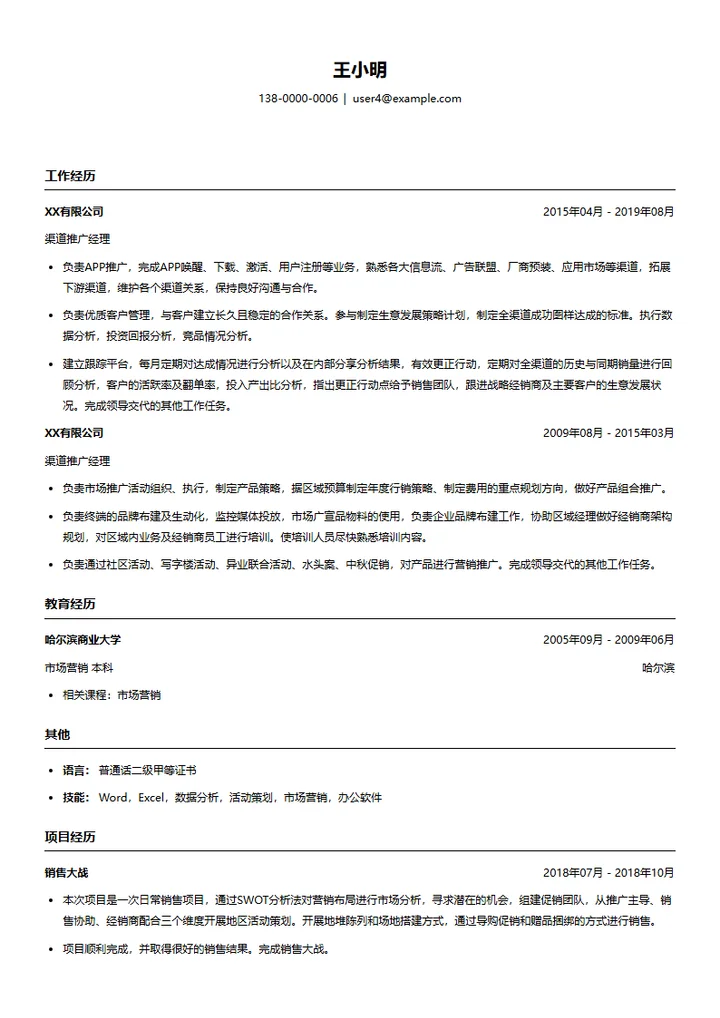 王小明
138-0000-0006 | user4@example.com
工作经历
XX有限公司 2015年04月 - 2019年08月
渠道推广经理
• 负责APP推广，完成APP唤醒、下载、激活、用户注册等业务，熟悉各大信息流、广告联盟、厂商预装、应用市场等渠道，拓展
下游渠道，维护各个渠道关系，保持良好沟通与合作。
• 负责优质客户管理，与客户建立长久且稳定的合作关系。参与制定生意发展策略计划，制定全渠道成功图样达成的标准。执行数
据分析，投资回报分析，竞品情况分析。
• 建立跟踪平台，每月定期对达成情况进行分析以及在内部分享分析结果，有效更正行动，定期对全渠道的历史与同期销量进行回
顾分析，客户的活跃率及翻单率，投入产出比分析，指出更正行动点给予销售团队，跟进战略经销商及主要客户的生意发展状
况。完成领导交代的其他工作任务。
XX有限公司 2009年08月 - 2015年03月
渠道推广经理
• 负责市场推广活动组织、执行，制定产品策略，据区域预算制定年度行销策略、制定费用的重点规划方向，做好产品组合推广。
• 负责终端的品牌布建及生动化，监控媒体投放，市场广宣品物料的使用，负责企业品牌布建工作，协助区域经理做好经销商架构
规划，对区域内业务及经销商员工进行培训。使培训人员尽快熟悉培训内容。
• 负责通过社区活动、写字楼活动、异业联合活动、水头案、中秋促销，对产品进行营销推广。完成领导交代的其他工作任务。
教育经历
哈尔滨商业大学 2005年09月 - 2009年06月
市场营销 本科 哈尔滨
• 相关课程：市场营销
其他
• 语言： 普通话二级甲等证书
• 技能： Word，Excel，数据分析，活动策划，市场营销，办公软件
项目经历
销售大战 2018年07月 - 2018年10月
• 本次项目是一次日常销售项目，通过SWOT分析法对营销布局进行市场分析，寻求潜在的机会，组建促销团队，从推广主导、销
售协助、经销商配合三个维度开展地区活动策划。开展地堆陈列和场地搭建方式，通过导购促销和赠品捆绑的方式进行销售。
• 项目顺利完成，并取得很好的销售结果。完成销售大战。